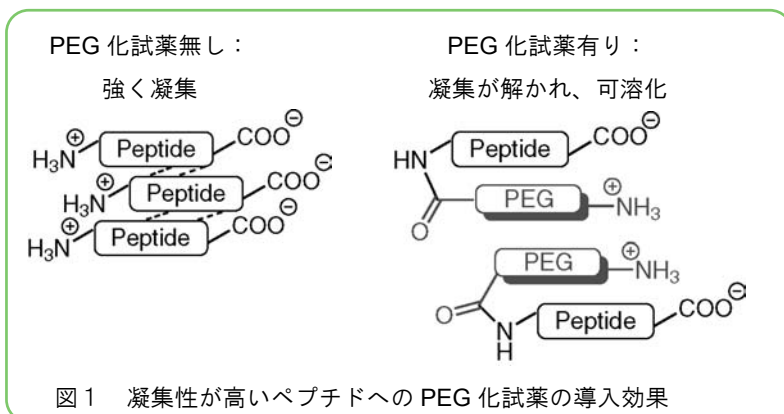 PEG 化試薬無し：
強く凝集
H₃N⊕ Peptide COO⊖
H₃N⊕ Peptide COO⊖
H₃N⊕ Peptide COO⊖
PEG 化試薬有り：
凝集が解かれ、可溶化
HN Peptide COO⊖
O PEG ⊕NH₃
PEG ⊕NH₃
O N H Peptide COO⊖
図１ 凝集性が高いペプチドへの PEG 化試薬の導入効果